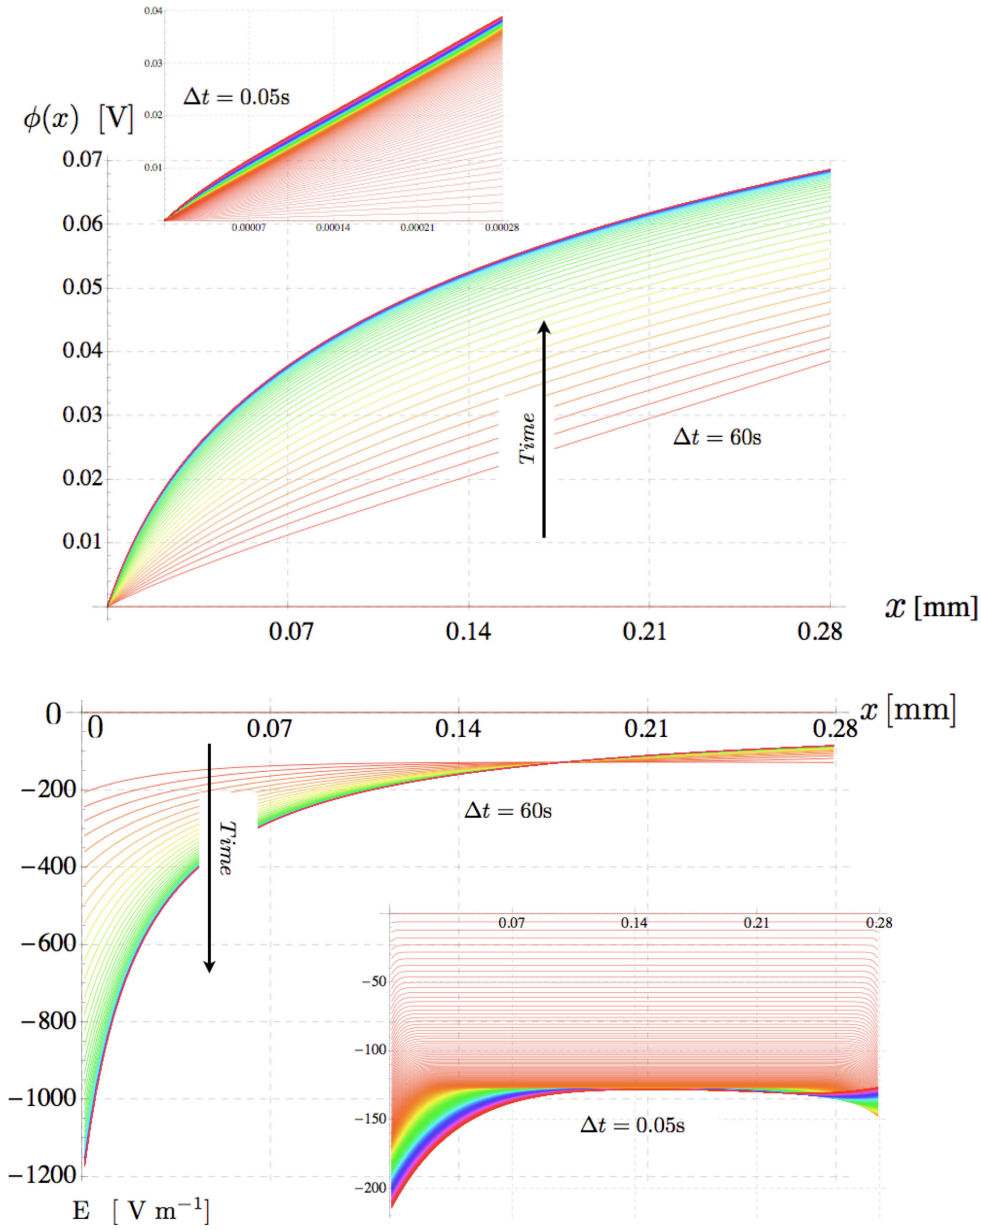 0.04
0.03
Δt = 0.05s
ϕ(x) [V]
0.02
0.07
0.01
0.06
0.00007 0.00014 0.00021 0.00028
0.05
0.04
0.03
Time
Δt = 60s
0.02
0.01
x [mm]
0.07 0.14 0.21 0.28
0 0 0.07 0.14 0.21 0.28 x [mm]
−200
Δt = 60s
Time
−400
0.07 0.14 0.21 0.28
−600
−50
−800
−100
−1000
−150
Δt = 0.05s
−1200
−200
E [ V m⁻¹]